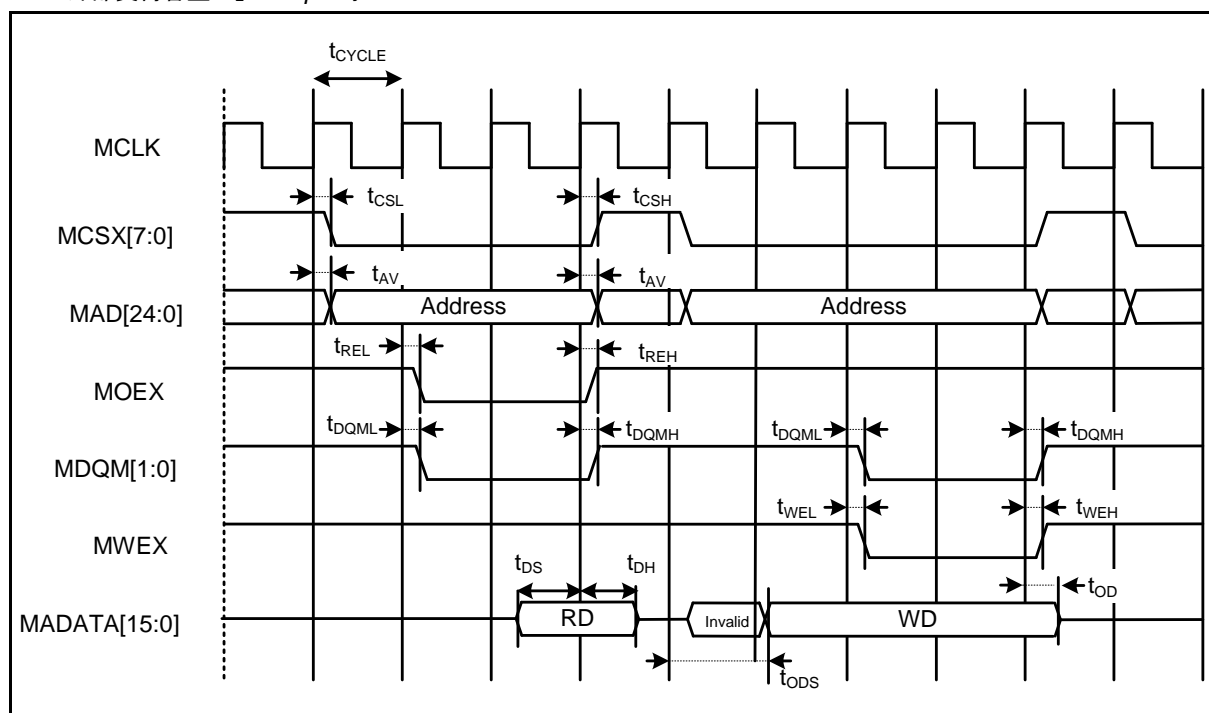 tCYCLE
MCLK
tCSL
tCSH
MCSX[7:0]
tAV
tAV
MAD[24:0]
Address
Address
tREL
tREH
MOEX
tDQML
tDQMH
tDQML
tDQMH
MDQM[1:0]
tWEL
tWEH
MWEX
tDS
tDH
tOD
MADATA[15:0]
RD
Invalid
WD
tODS